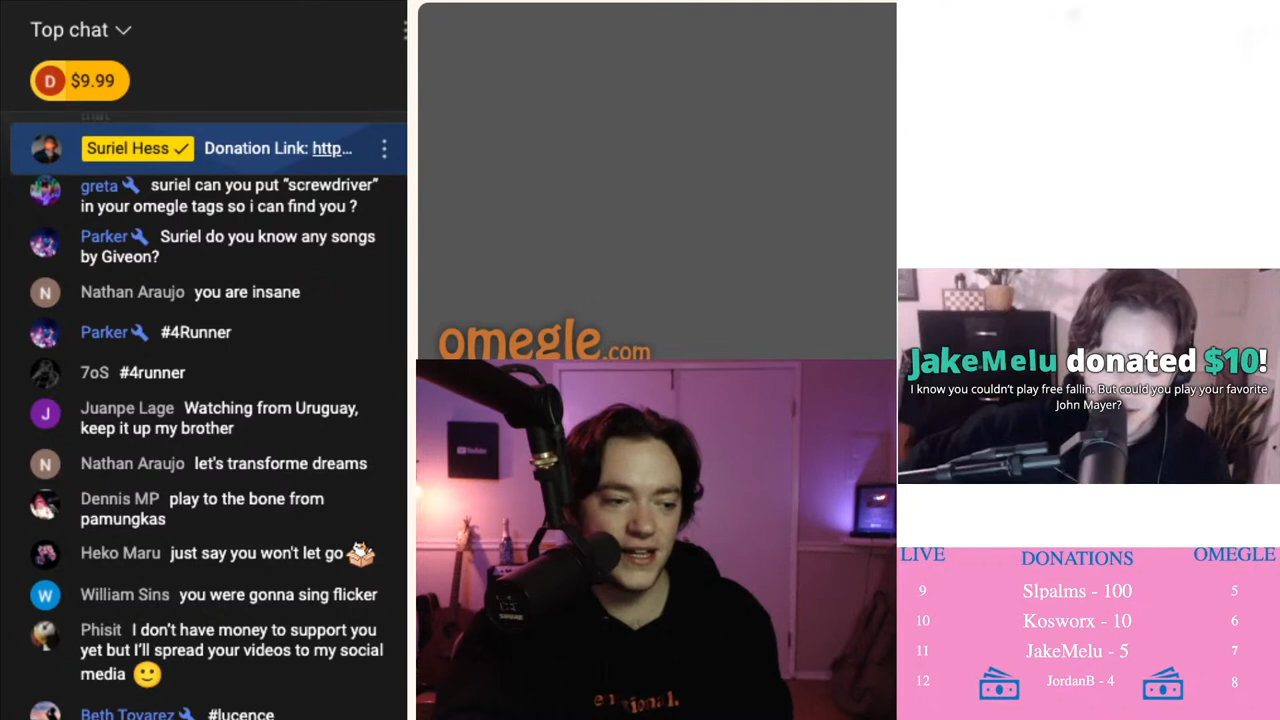 Top chat
D $9.99
that
Suriel Hess Donation Link: http...
greta suriel can you put “screwdriver”
in your omegle tags so i can find you ?
Parker Suriel do you know any songs
by Giveon?
N Nathan Araujo you are insane
Parker #4Runner
7oS #4runner
J Juanpe Lage Watching from Uruguay,
keep it up my brother
N Nathan Araujo let's transforme dreams
Dennis MP play to the bone from
pamungkas
Heko Maru just say you won't let go
W William Sins you were gonna sing flicker
Phisit I don’t have money to support you
yet but I’ll spread your videos to my social
media
Beth Tovarez #lucence
omegle.com
YouTube
SHURE
JakeMelu donated $10!
I know you couldn't play free fallin. But could you play your favorite
John Mayer?
LIVE DONATIONS OMEGLE
9 Slpalms - 100 5
10 Kosworx - 10 6
11 JakeMelu - 5 7
12 JordanB - 4 8